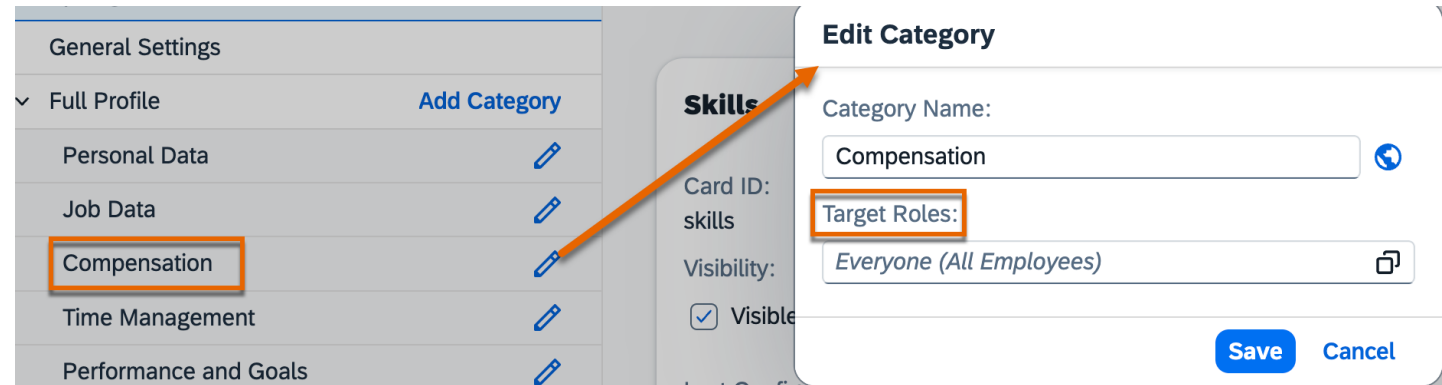 General Settings
Full Profile
Add Category
Personal Data
Job Data
Compensation
Time Management
Performance and Goals
Skills
Card ID:
skills
Visibility:
Visible
Edit Category
Category Name:
Compensation
Target Roles:
Everyone (All Employees)
Save
Cancel